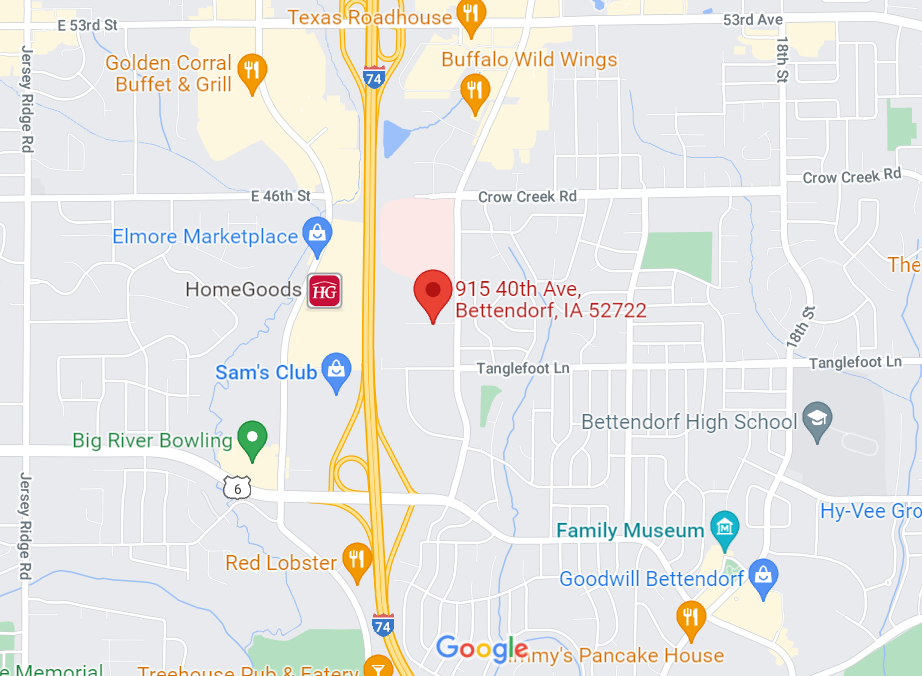 Texas Roadhouse
E 53rd St
53rd Ave
Golden Corral
Buffet & Grill
Buffalo Wild Wings
18th St
Jersey Ridge Rd
74
E 46th St
Crow Creek Rd
Crow Creek Rd
Elmore Marketplace
The
HomeGoods
HG
915 40th Ave,
Bettendorf, IA 52722
18th St
Sam's Club
Tanglefoot Ln
Tanglefoot Ln
Bettendorf High School
Big River Bowling
6
Jersey Ridge Rd
Hy-Vee Gro
Family Museum
Red Lobster
Goodwill Bettendorf
74
Google
immy's Pancake House
e Memorial
Treehouse Pub & Eatery